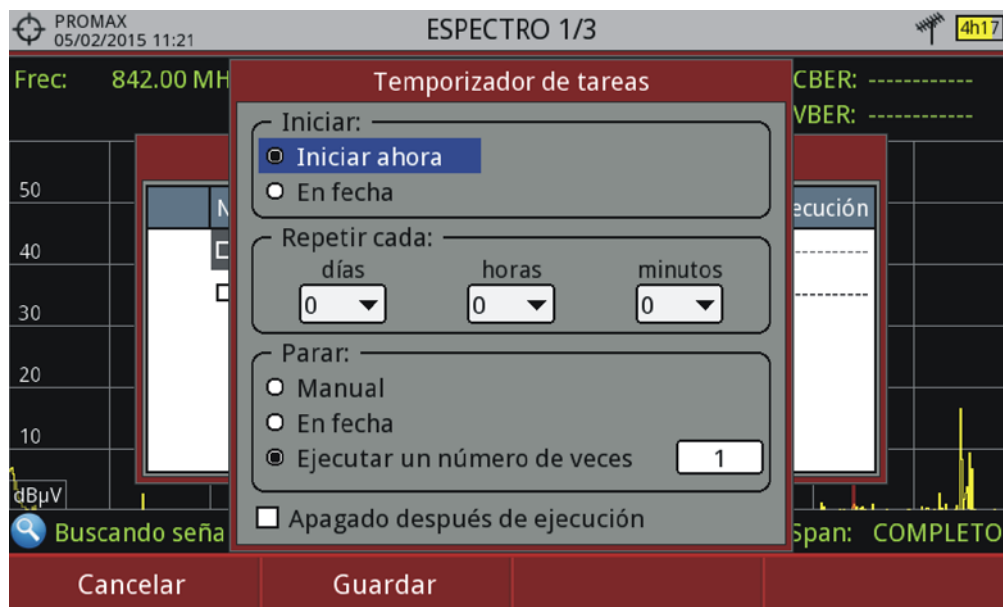 PROMAX
05/02/2015 11:21
ESPECTRO 1/3
4h17
Frec: 842.00 MH
CBER: ------------
VBER: ------------
Temporizador de tareas
Iniciar:
Iniciar ahora
En fecha
Repetir cada:
días horas minutos
0 0 0
Parar:
Manual
En fecha
Ejecutar un número de veces 1
Apagado después de ejecución
N
ecución
50
40
30
20
10
dBµV
Buscando seña
Span: COMPLETO
Cancelar Guardar